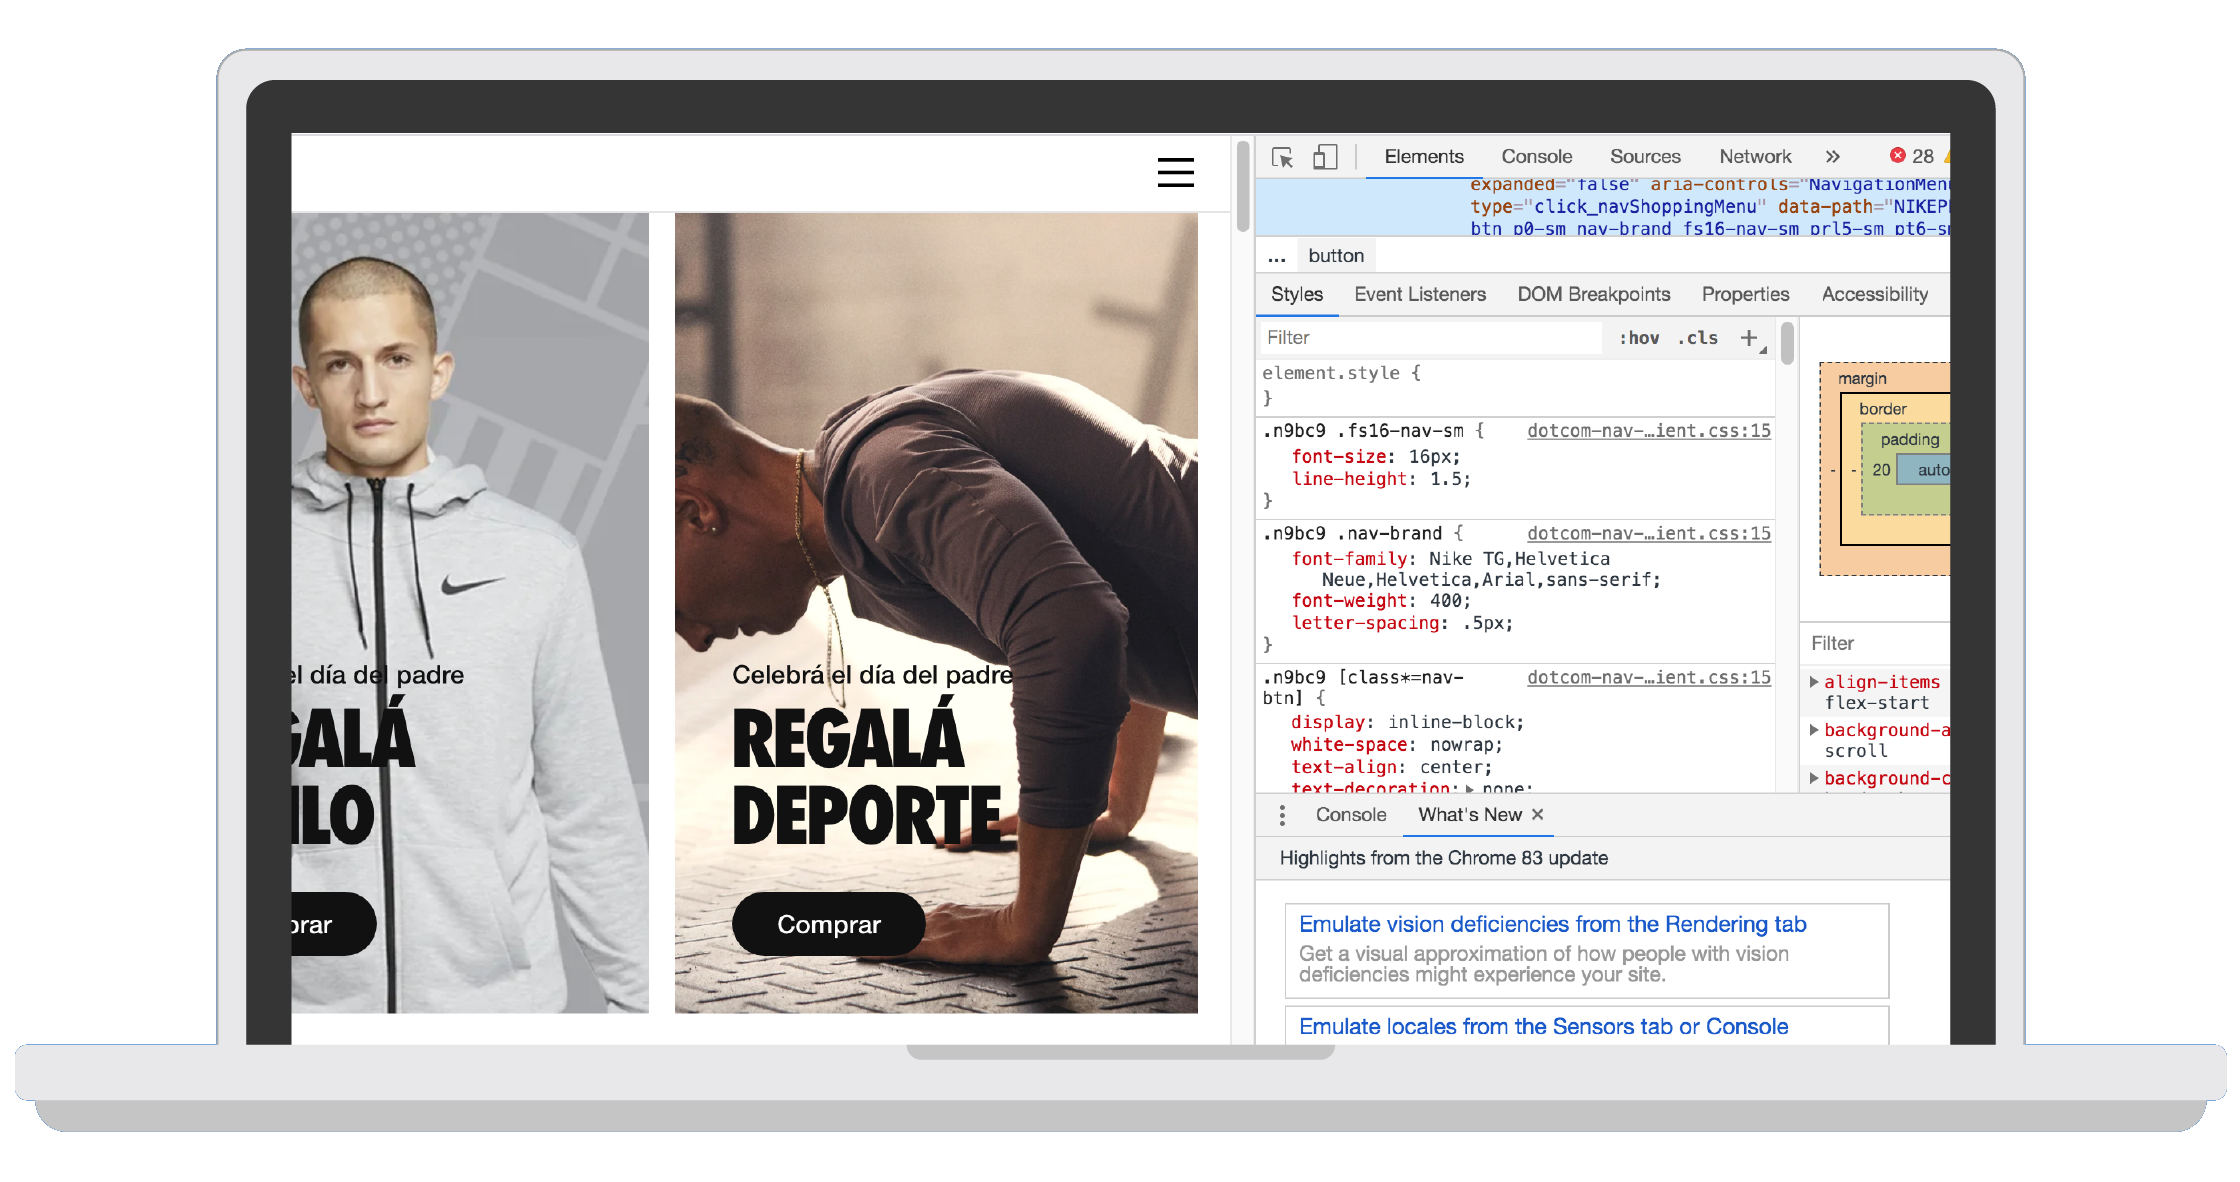 el día del padre
GALÁ
ILO
Celebrá el día del padre
REGALÁ
DEPORTE
Comprar
Elements Console Sources Network » 28
expanded="false" aria-controls="NavigationMen
type="click_navShoppingMenu" data-path="NIKEP
btn p0-sm nav-brand fs16-nav-sm prl5-sm pt6-s
... button
Styles Event Listeners DOM Breakpoints Properties Accessibility
Filter :hov .cls +
element.style {
}
.n9bc9 .fs16-nav-sm { dotcom-nav-…ient.css:15
font-size: 16px;
line-height: 1.5;
}
.n9bc9 .nav-brand { dotcom-nav-…ient.css:15
font-family: Nike TG,Helvetica
Neue,Helvetica,Arial,sans-serif;
font-weight: 400;
letter-spacing: .5px;
}
.n9bc9 [class*=nav- dotcom-nav-…ient.css:15
btn] {
display: inline-block;
white-space: nowrap;
text-align: center;
text-decoration: none;
margin
border
padding
- - 20 auto
Filter
align-items
flex-start
background-a
scroll
background-c
Console What's New ×
Highlights from the Chrome 83 update
Emulate vision deficiencies from the Rendering tab
Get a visual approximation of how people with vision
deficiencies might experience your site.
Emulate locales from the Sensors tab or Console